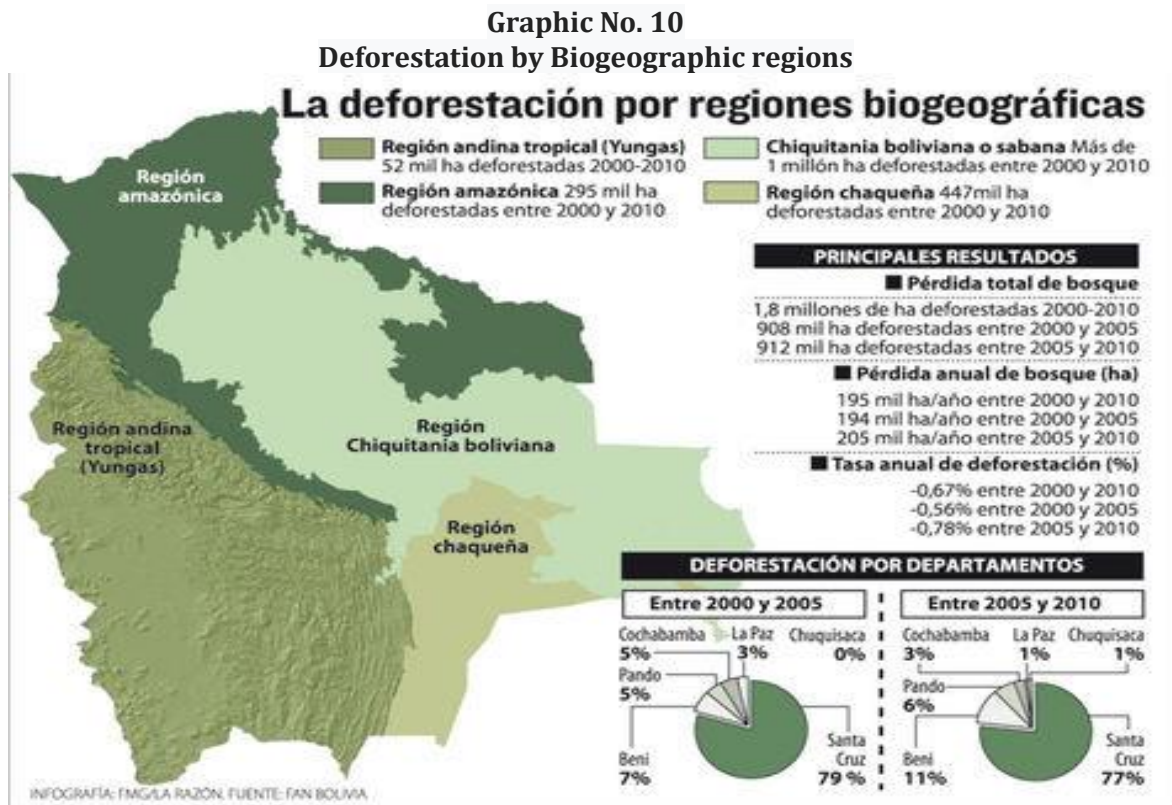 Graphic No. 10
Deforestation by Biogeographic regions
La deforestación por regiones biogeográficas
Región andina tropical (Yungas)
52 mil ha deforestadas 2000-2010
Región amazónica 295 mil ha
deforestadas entre 2000 y 2010
Chiquitania boliviana o sabana Más de
1 millón ha deforestadas entre 2000 y 2010
Región chaqueña 447mil ha
deforestadas entre 2000 y 2010
Región
amazónica
Región andina
tropical
(Yungas)
Región
Chiquitania boliviana
Región
chaqueña
PRINCIPALES RESULTADOS
Pérdida total de bosque
1,8 millones de ha deforestadas 2000-2010
908 mil ha deforestadas entre 2000 y 2005
912 mil ha deforestadas entre 2005 y 2010
Pérdida anual de bosque (ha)
195 mil ha/año entre 2000 y 2010
194 mil ha/año entre 2000 y 2005
205 mil ha/año entre 2005 y 2010
Tasa anual de deforestación (%)
-0,67% entre 2000 y 2010
-0,56% entre 2000 y 2005
-0,78% entre 2005 y 2010
DEFORESTACIÓN POR DEPARTAMENTOS
Entre 2000 y 2005
Cochabamba
5%
La Paz
3%
Chuquisaca
0%
Pando
5%
Beni
7%
Santa
Cruz
79 %
Entre 2005 y 2010
Cochabamba
3%
La Paz
1%
Chuquisaca
1%
Pando
6%
Beni
11%
Santa
Cruz
77%
INFOGRAFÍA: FMG/LA RAZÓN. FUENTE: FAN BOLIVIA